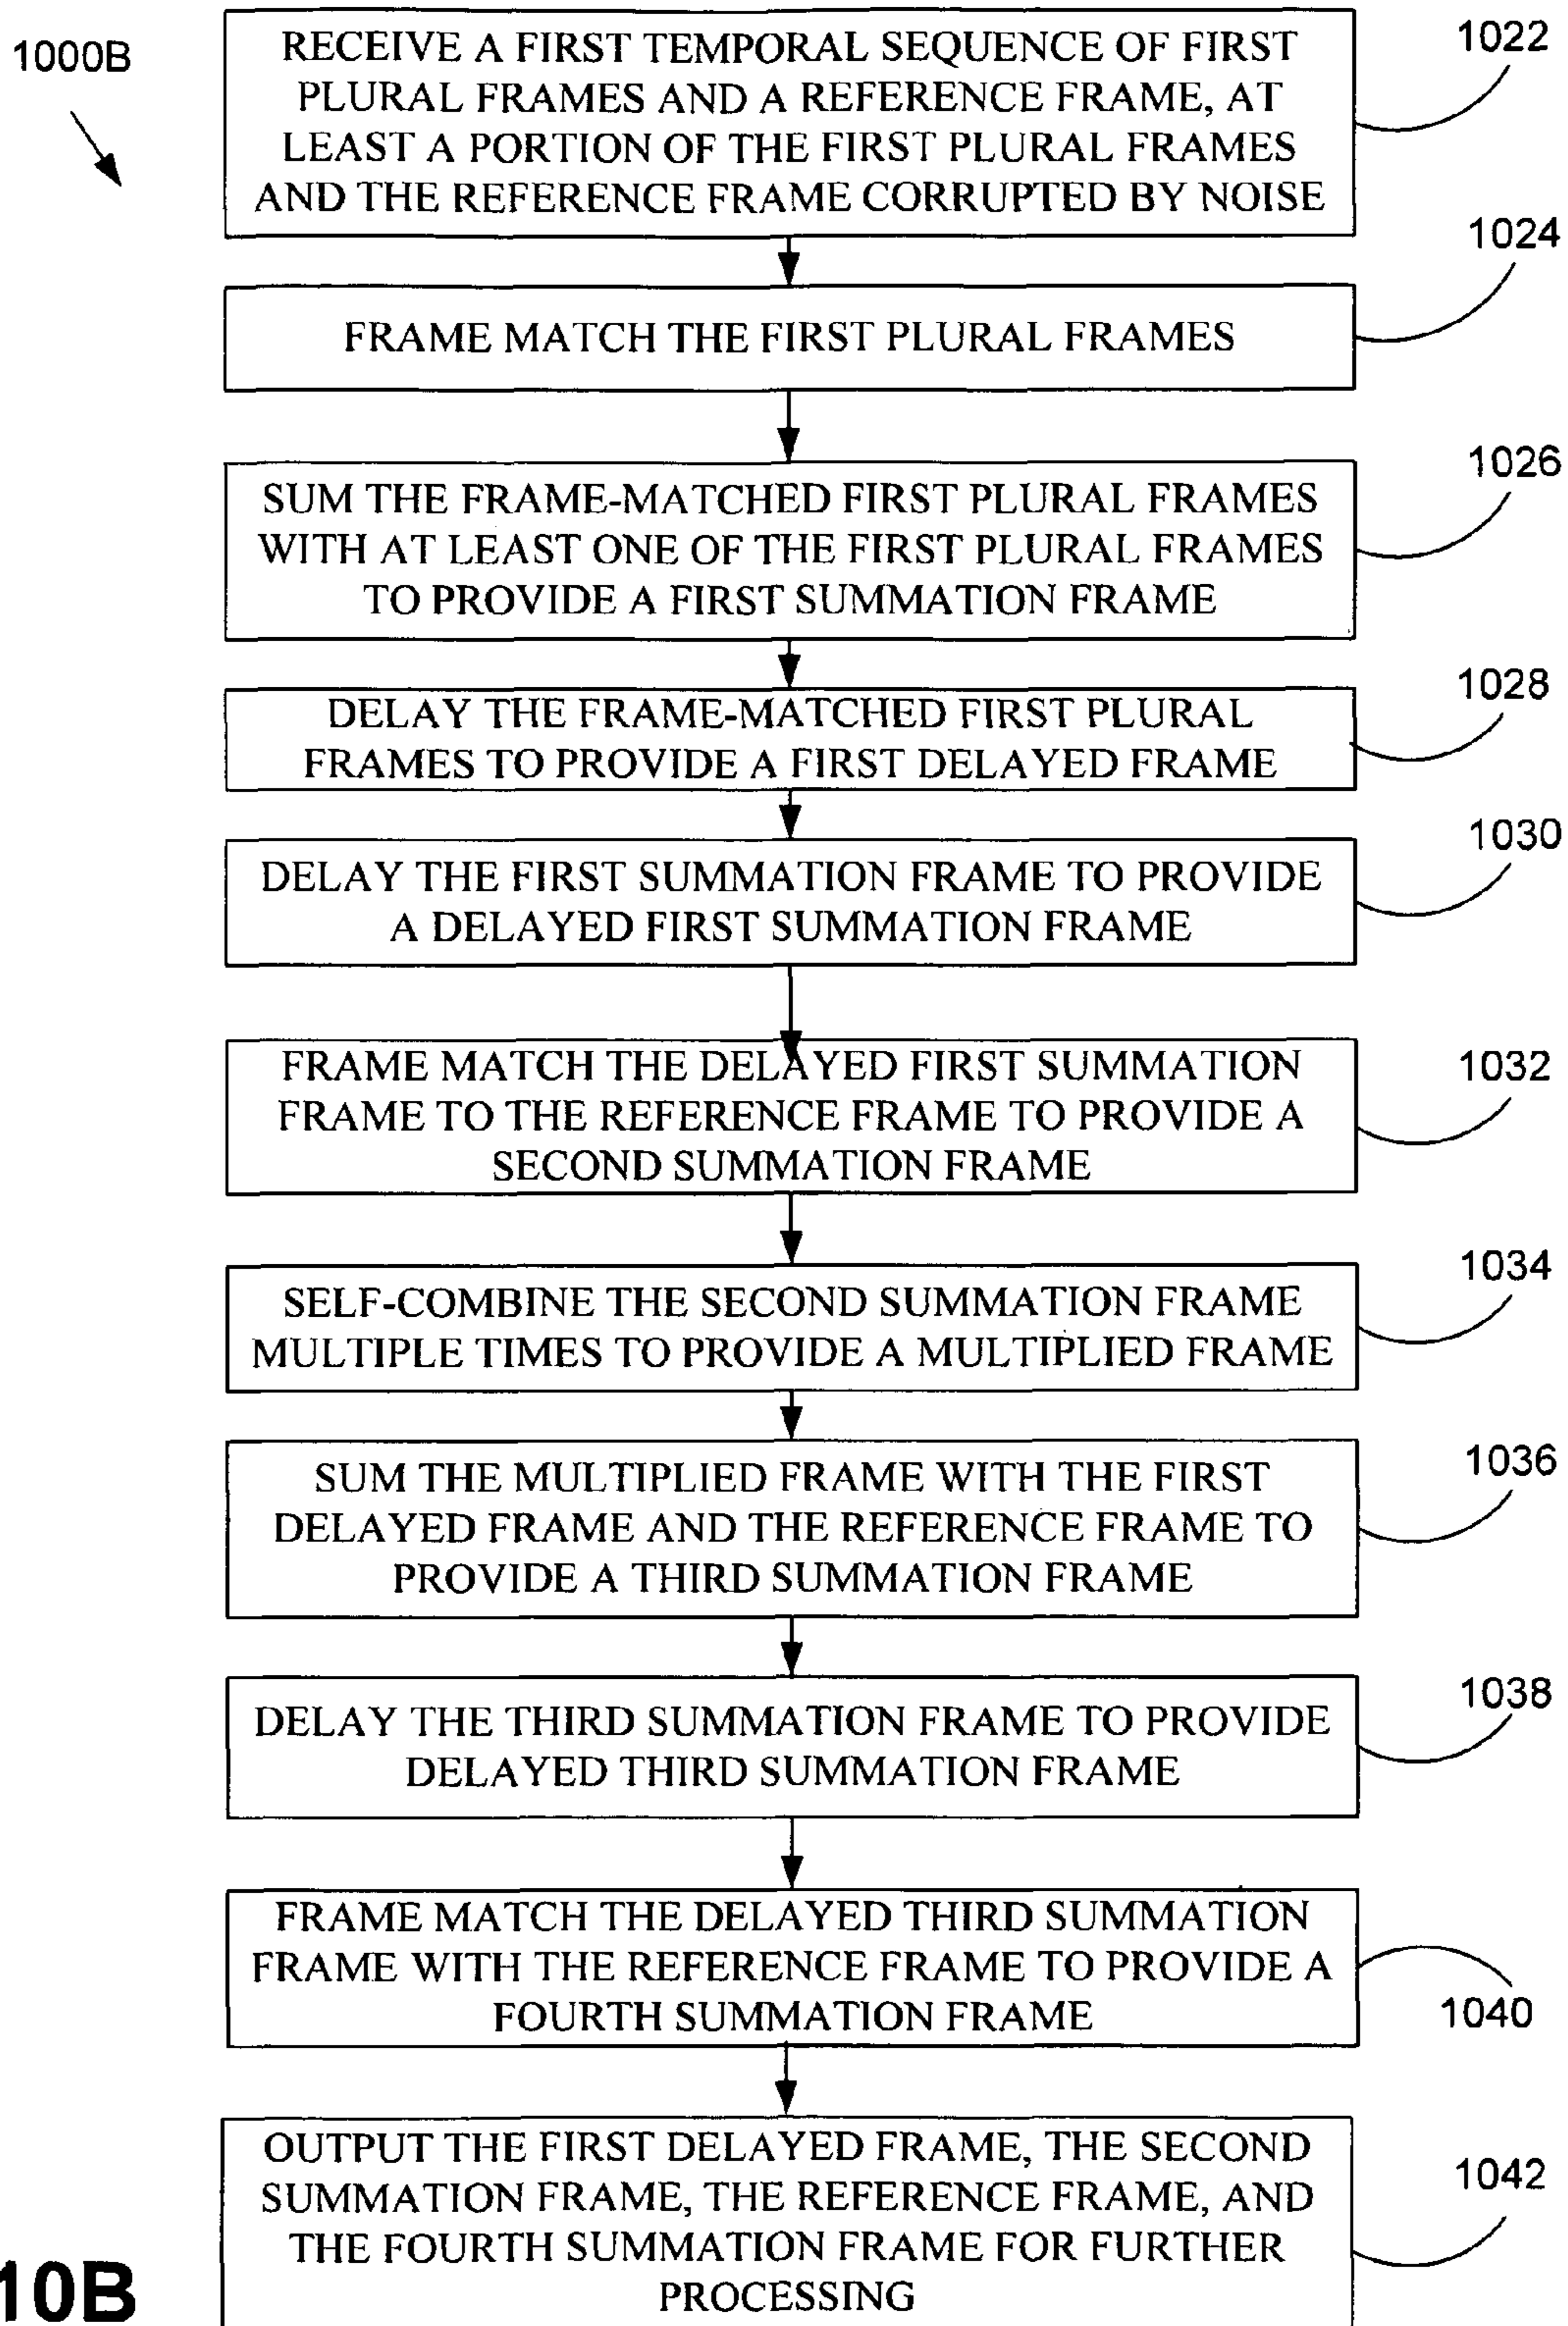 1000B
RECEIVE A FIRST TEMPORAL SEQUENCE OF FIRST
PLURAL FRAMES AND A REFERENCE FRAME, AT
LEAST A PORTION OF THE FIRST PLURAL FRAMES
AND THE REFERENCE FRAME CORRUPTED BY NOISE
1022
FRAME MATCH THE FIRST PLURAL FRAMES
1024
SUM THE FRAME-MATCHED FIRST PLURAL FRAMES
WITH AT LEAST ONE OF THE FIRST PLURAL FRAMES
TO PROVIDE A FIRST SUMMATION FRAME
1026
DELAY THE FRAME-MATCHED FIRST PLURAL
FRAMES TO PROVIDE A FIRST DELAYED FRAME
1028
DELAY THE FIRST SUMMATION FRAME TO PROVIDE
A DELAYED FIRST SUMMATION FRAME
1030
FRAME MATCH THE DELAYED FIRST SUMMATION
FRAME TO THE REFERENCE FRAME TO PROVIDE A
SECOND SUMMATION FRAME
1032
SELF-COMBINE THE SECOND SUMMATION FRAME
MULTIPLE TIMES TO PROVIDE A MULTIPLIED FRAME
1034
SUM THE MULTIPLIED FRAME WITH THE FIRST
DELAYED FRAME AND THE REFERENCE FRAME TO
PROVIDE A THIRD SUMMATION FRAME
1036
DELAY THE THIRD SUMMATION FRAME TO PROVIDE
DELAYED THIRD SUMMATION FRAME
1038
FRAME MATCH THE DELAYED THIRD SUMMATION
FRAME WITH THE REFERENCE FRAME TO PROVIDE A
FOURTH SUMMATION FRAME
1040
OUTPUT THE FIRST DELAYED FRAME, THE SECOND
SUMMATION FRAME, THE REFERENCE FRAME, AND
THE FOURTH SUMMATION FRAME FOR FURTHER
PROCESSING
1042
10B